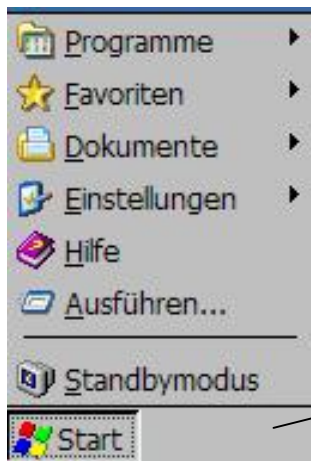 Programme
Favoriten
Dokumente
Einstellungen
Hilfe
Ausführen...
Standbymodus
Start